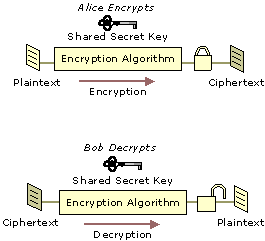 Alice Encrypts
Shared Secret Key
Encryption Algorithm
Plaintext
Ciphertext
Encryption
Bob Decrypts
Shared Secret Key
Encryption Algorithm
Ciphertext
Plaintext
Decryption